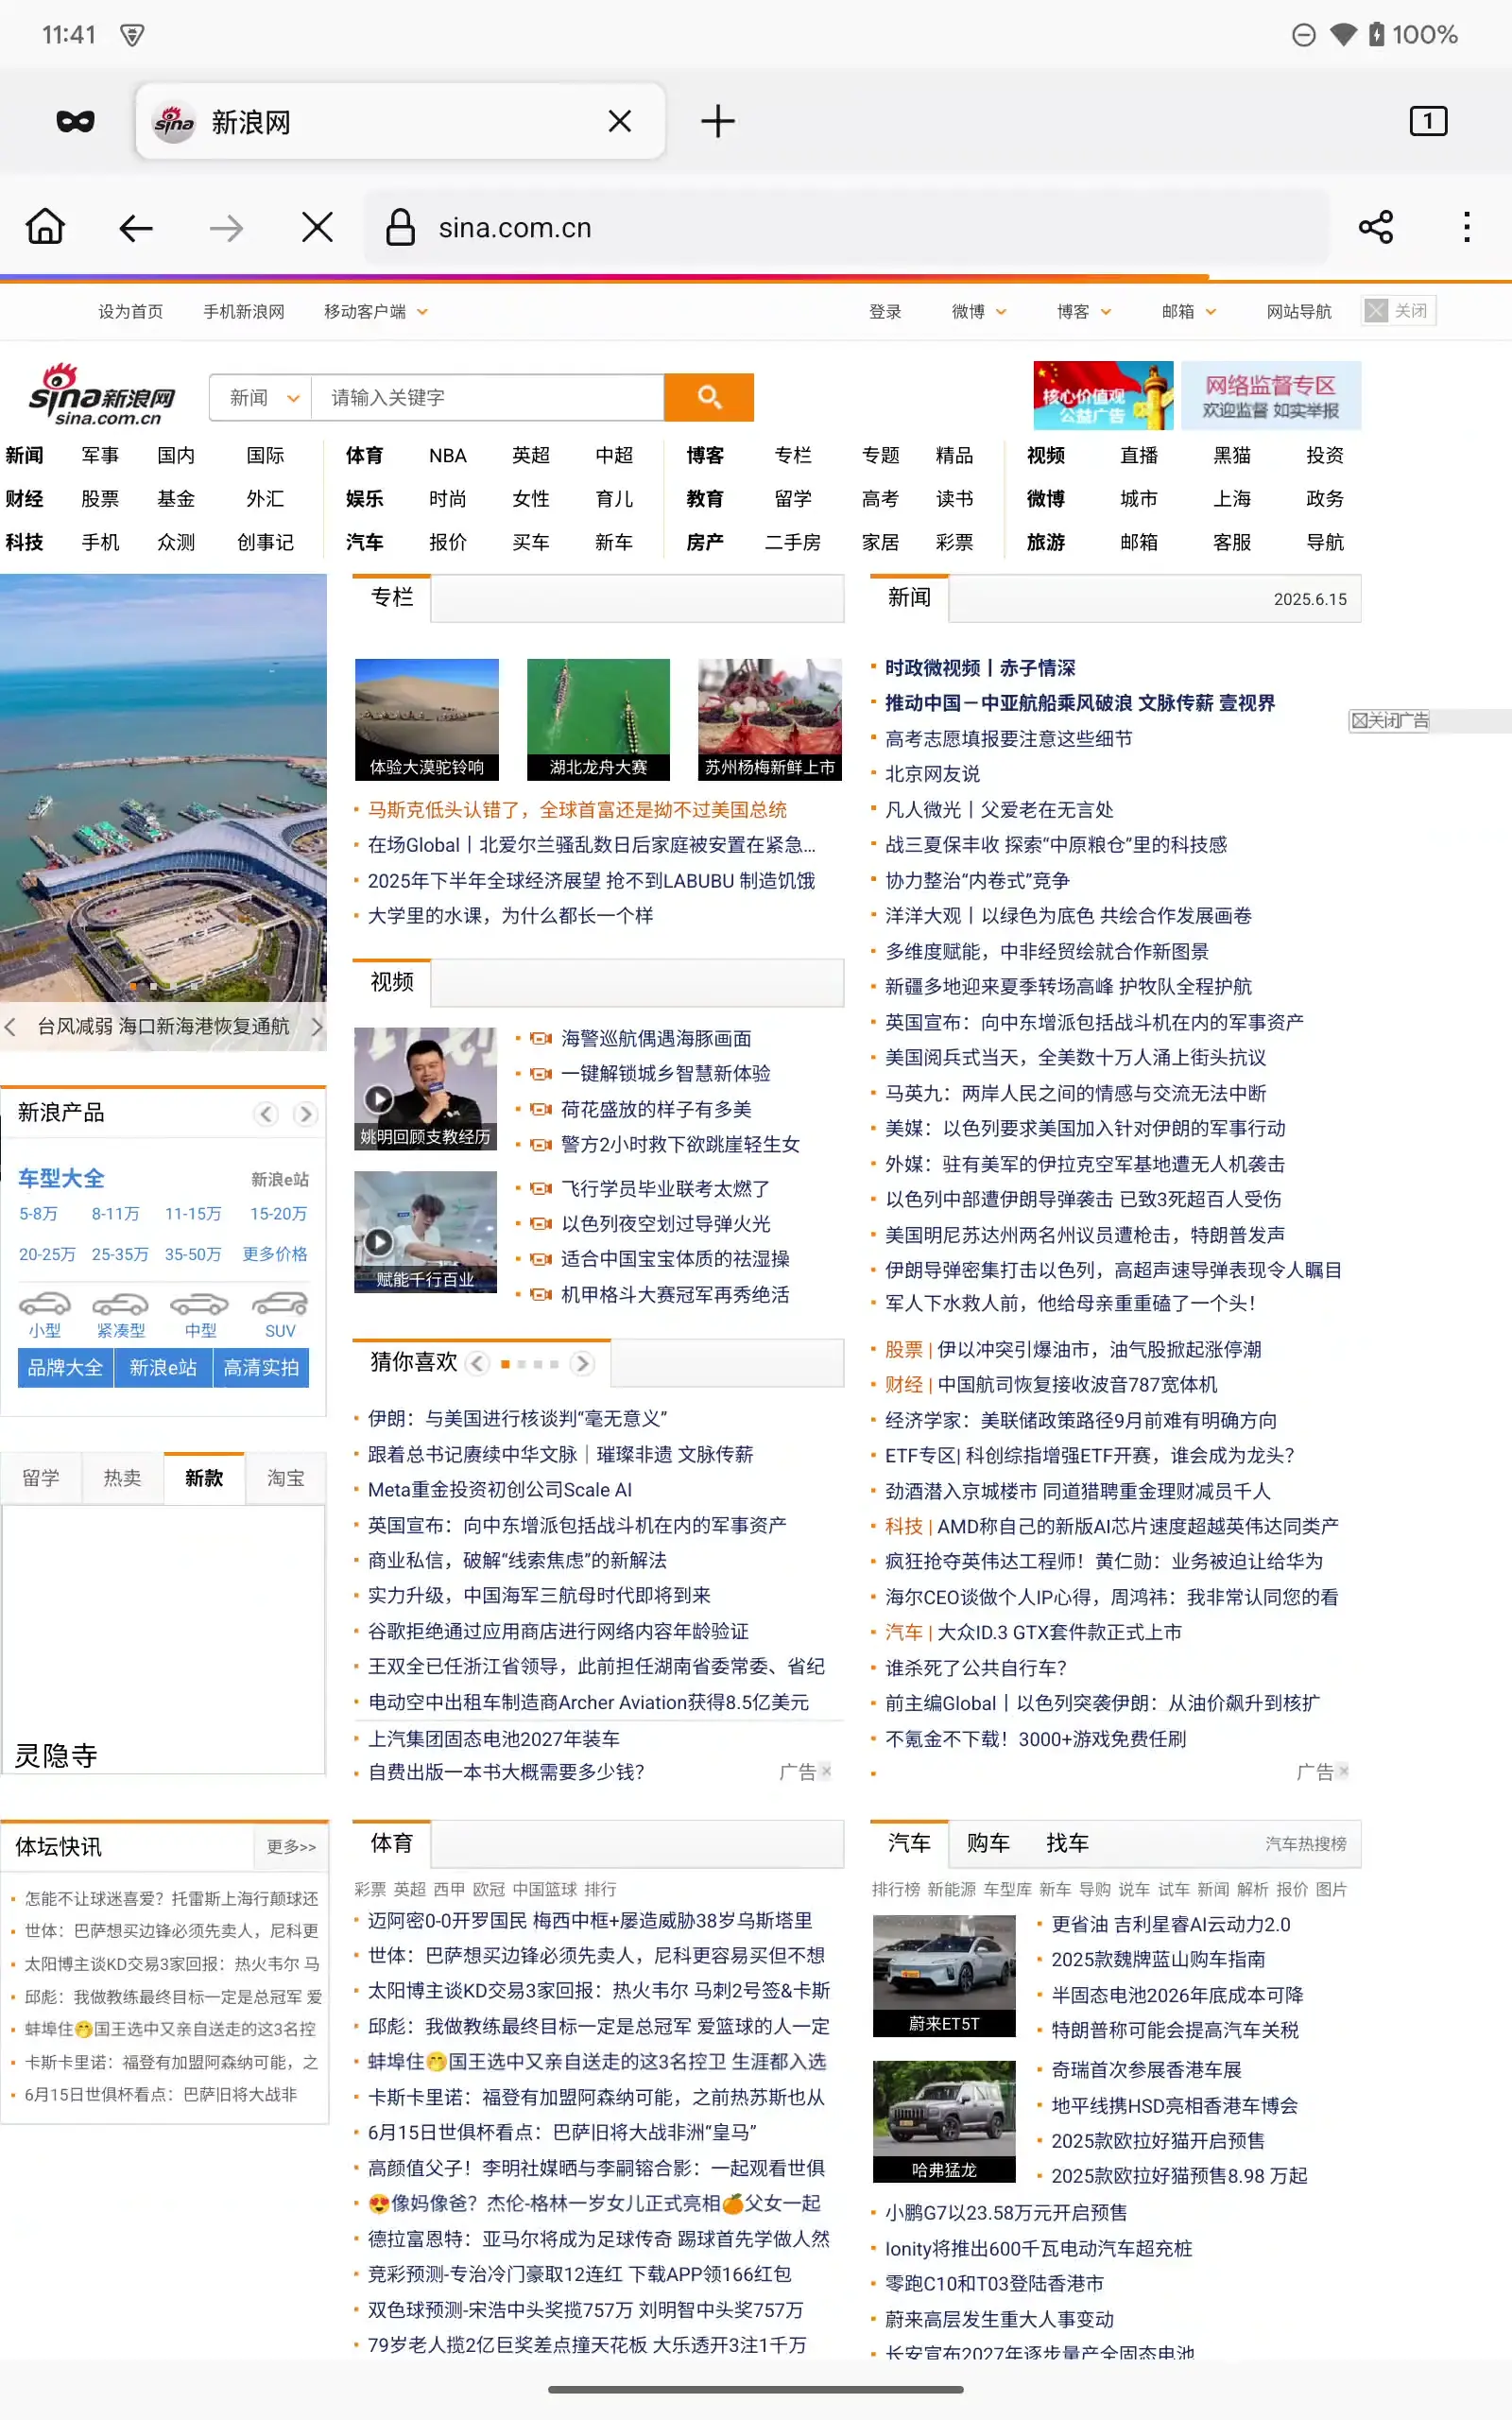 11:41
100%
sina 新浪网
1
sina.com.cn
设为首页 手机新浪网 移动客户端
登录 微博 博客 邮箱 网站导航 关闭
sina新浪网
sina.com.cn
新闻 请输入关键字
核心价值观
公益广告
网络监督专区
欢迎监督 如实举报
新闻 军事 国内 国际 体育 NBA 英超 中超 博客 专栏 专题 精品 视频 直播 黑猫 投资
财经 股票 基金 外汇 娱乐 时尚 女性 育儿 教育 留学 高考 读书 微博 城市 上海 政务
科技 手机 众测 创事记 汽车 报价 买车 新车 房产 二手房 家居 彩票 旅游 邮箱 客服 导航
台风减弱 海口新海港恢复通航
新浪产品
车型大全 新浪e站
5-8万 8-11万 11-15万 15-20万
20-25万 25-35万 35-50万 更多价格
小型 紧凑型 中型 SUV
品牌大全 新浪e站 高清实拍
留学 热卖 新款 淘宝
灵隐寺
体坛快讯 更多>>
怎能不让球迷喜爱？托雷斯上海行颠球还
世体：巴萨想买边锋必须先卖人，尼科更
太阳博主谈KD交易3家回报：热火韦尔 马
邱彪：我做教练最终目标一定是总冠军 爱
蚌埠住🤭国王选中又亲自送走的这3名控
卡斯卡里诺：福登有加盟阿森纳可能，之
6月15日世俱杯看点：巴萨旧将大战非
专栏
体验大漠驼铃响 湖北龙舟大赛 苏州杨梅新鲜上市
马斯克低头认错了，全球首富还是拗不过美国总统
在场Global丨北爱尔兰骚乱数日后家庭被安置在紧急...
2025年下半年全球经济展望 抢不到LABUBU 制造饥饿
大学里的水课，为什么都长一个样
视频
姚明回顾支教经历
海警巡航偶遇海豚画面
一键解锁城乡智慧新体验
荷花盛放的样子有多美
警方2小时救下欲跳崖轻生女
赋能千行百业
飞行学员毕业联考太燃了
以色列夜空划过导弹火光
适合中国宝宝体质的祛湿操
机甲格斗大赛冠军再秀绝活
猜你喜欢
伊朗：与美国进行核谈判“毫无意义”
跟着总书记赓续中华文脉｜璀璨非遗 文脉传薪
Meta重金投资初创公司Scale AI
英国宣布：向中东增派包括战斗机在内的军事资产
商业私信，破解“线索焦虑”的新解法
实力升级，中国海军三航母时代即将到来
谷歌拒绝通过应用商店进行网络内容年龄验证
王双全已任浙江省领导，此前担任湖南省委常委、省纪
电动空中出租车制造商Archer Aviation获得8.5亿美元
上汽集团固态电池2027年装车
自费出版一本书大概需要多少钱？ 广告
体育
彩票 英超 西甲 欧冠 中国篮球 排行
迈阿密0-0开罗国民 梅西中框+屡造威胁38岁乌斯塔里
世体：巴萨想买边锋必须先卖人，尼科更容易买但不想
太阳博主谈KD交易3家回报：热火韦尔 马刺2号签&卡斯
邱彪：我做教练最终目标一定是总冠军 爱篮球的人一定
蚌埠住🤭国王选中又亲自送走的这3名控卫 生涯都入选
卡斯卡里诺：福登有加盟阿森纳可能，之前热苏斯也从
6月15日世俱杯看点：巴萨旧将大战非洲“皇马”
高颜值父子！李明社媒晒与李嗣镕合影：一起观看世俱
😍像妈像爸？杰伦-格林一岁女儿正式亮相🍊父女一起
德拉富恩特：亚马尔将成为足球传奇 踢球首先学做人然
竞彩预测-专治冷门豪取12连红 下载APP领166红包
双色球预测-宋浩中头奖揽757万 刘明智中头奖757万
79岁老人揽2亿巨奖差点撞天花板 大乐透开3注1千万
新闻 2025.6.15
时政微视频丨赤子情深
推动中国－中亚航船乘风破浪 文脉传薪 壹视界
关闭广告
高考志愿填报要注意这些细节
北京网友说
凡人微光丨父爱老在无言处
战三夏保丰收 探索“中原粮仓”里的科技感
协力整治“内卷式”竞争
洋洋大观丨以绿色为底色 共绘合作发展画卷
多维度赋能，中非经贸绘就合作新图景
新疆多地迎来夏季转场高峰 护牧队全程护航
英国宣布：向中东增派包括战斗机在内的军事资产
美国阅兵式当天，全美数十万人涌上街头抗议
马英九：两岸人民之间的情感与交流无法中断
美媒：以色列要求美国加入针对伊朗的军事行动
外媒：驻有美军的伊拉克空军基地遭无人机袭击
以色列中部遭伊朗导弹袭击 已致3死超百人受伤
美国明尼苏达州两名州议员遭枪击，特朗普发声
伊朗导弹密集打击以色列，高超声速导弹表现令人瞩目
军人下水救人前，他给母亲重重磕了一个头！
股票 | 伊以冲突引爆油市，油气股掀起涨停潮
财经 | 中国航司恢复接收波音787宽体机
经济学家：美联储政策路径9月前难有明确方向
ETF专区| 科创综指增强ETF开赛，谁会成为龙头？
劲酒潜入京城楼市 同道猎聘重金理财减员千人
科技 | AMD称自己的新版AI芯片速度超越英伟达同类产
疯狂抢夺英伟达工程师！黄仁勋：业务被迫让给华为
海尔CEO谈做个人IP心得，周鸿祎：我非常认同您的看
汽车 | 大众ID.3 GTX套件款正式上市
谁杀死了公共自行车？
前主编Global丨以色列突袭伊朗：从油价飙升到核扩
不氪金不下载！3000+游戏免费任刷
广告
汽车 购车 找车 汽车热搜榜
排行榜 新能源 车型库 新车 导购 说车 试车 新闻 解析 报价 图片
蔚来ET5T
更省油 吉利星睿AI云动力2.0
2025款魏牌蓝山购车指南
半固态电池2026年底成本可降
特朗普称可能会提高汽车关税
哈弗猛龙
奇瑞首次参展香港车展
地平线携HSD亮相香港车博会
2025款欧拉好猫开启预售
2025款欧拉好猫预售8.98 万起
小鹏G7以23.58万元开启预售
Ionity将推出600千瓦电动汽车超充桩
零跑C10和T03登陆香港市
蔚来高层发生重大人事变动
长安宣布2027年逐步量产全固态电池